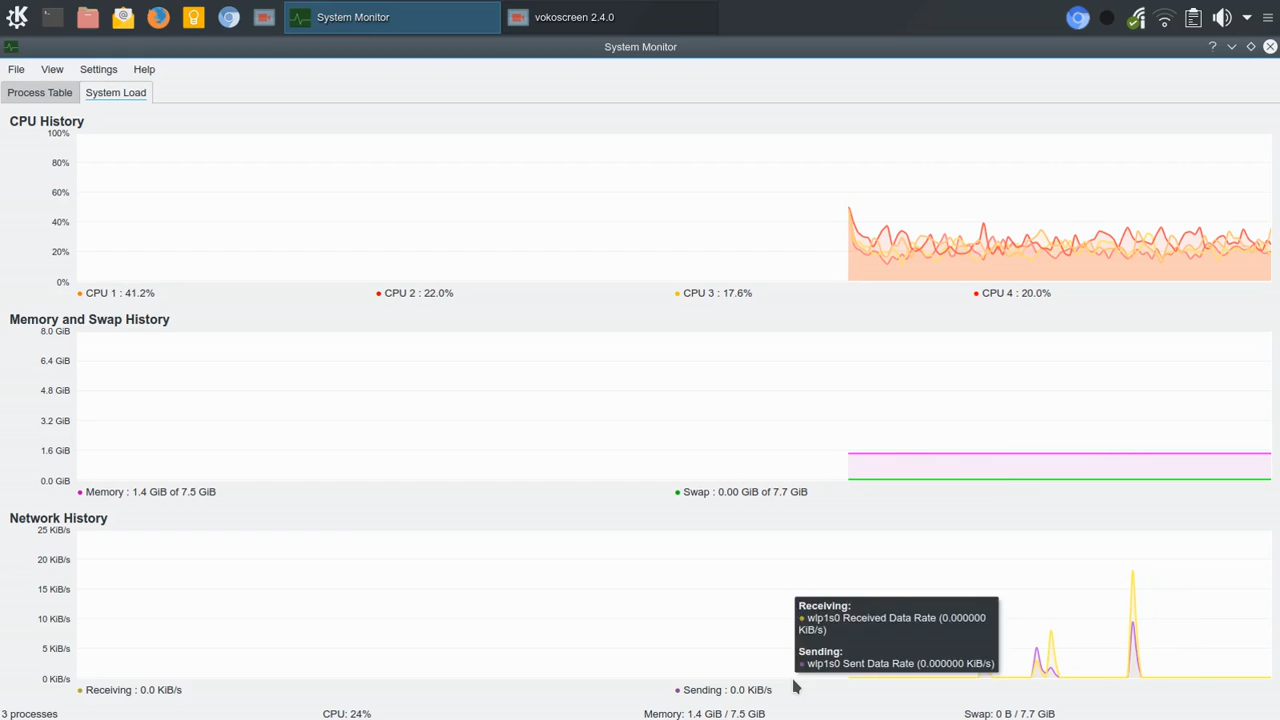 System Monitor
vokoscreen 2.4.0
System Monitor
File View Settings Help
Process Table System Load
CPU History
100%
80%
60%
40%
20%
0%
CPU 1 : 41.2% CPU 2 : 22.0% CPU 3 : 17.6% CPU 4 : 20.0%
Memory and Swap History
8.0 GiB
6.4 GiB
4.8 GiB
3.2 GiB
1.6 GiB
0.0 GiB
Memory : 1.4 GiB of 7.5 GiB Swap : 0.00 GiB of 7.7 GiB
Network History
25 KiB/s
20 KiB/s
15 KiB/s
10 KiB/s
5 KiB/s
0 KiB/s
Receiving:
wlp1s0 Received Data Rate (0.000000
KiB/s)
Sending:
wlp1s0 Sent Data Rate (0.000000 KiB/s)
Receiving : 0.0 KiB/s Sending : 0.0 KiB/s
3 processes CPU: 24% Memory: 1.4 GiB / 7.5 GiB Swap: 0 B / 7.7 GiB